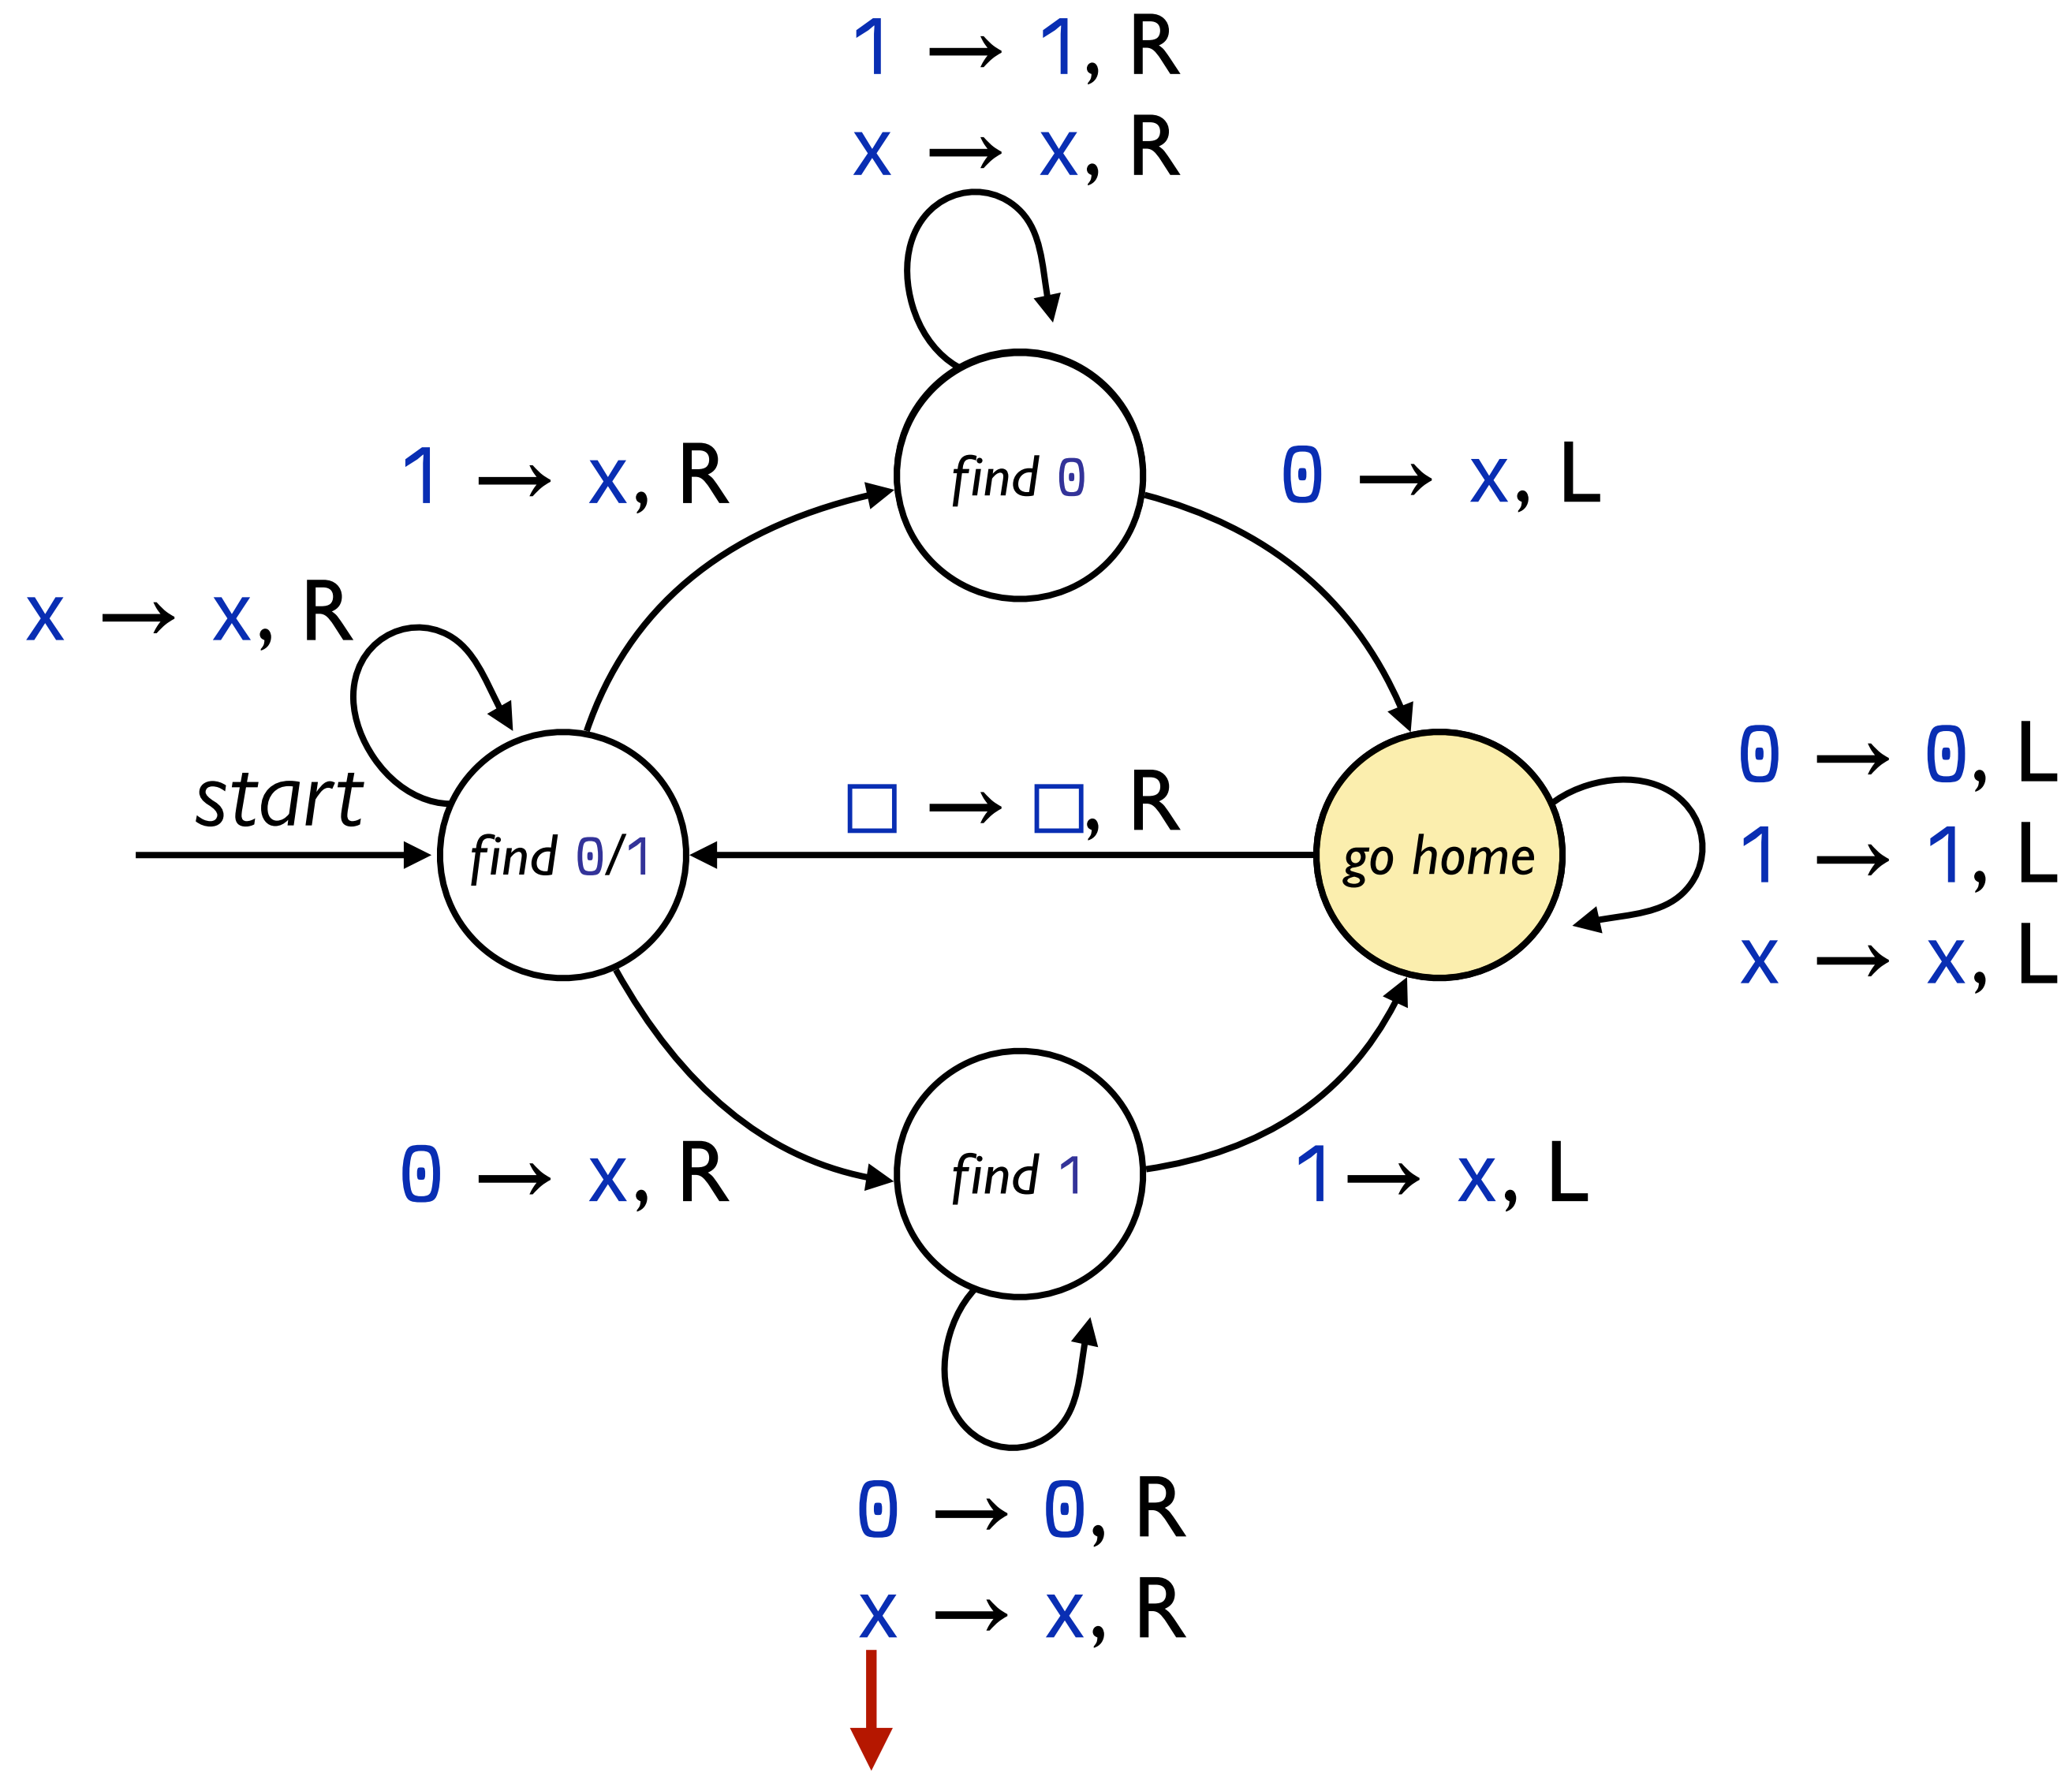 1 → 1, R
x → x, R
find 0
1 → x, R
0 → x, L
x → x, R
start
find 0/1
□ → □, R
go home
0 → 0, L
1 → 1, L
x → x, L
0 → x, R
find 1
1→ x, L
0 → 0, R
x → x, R